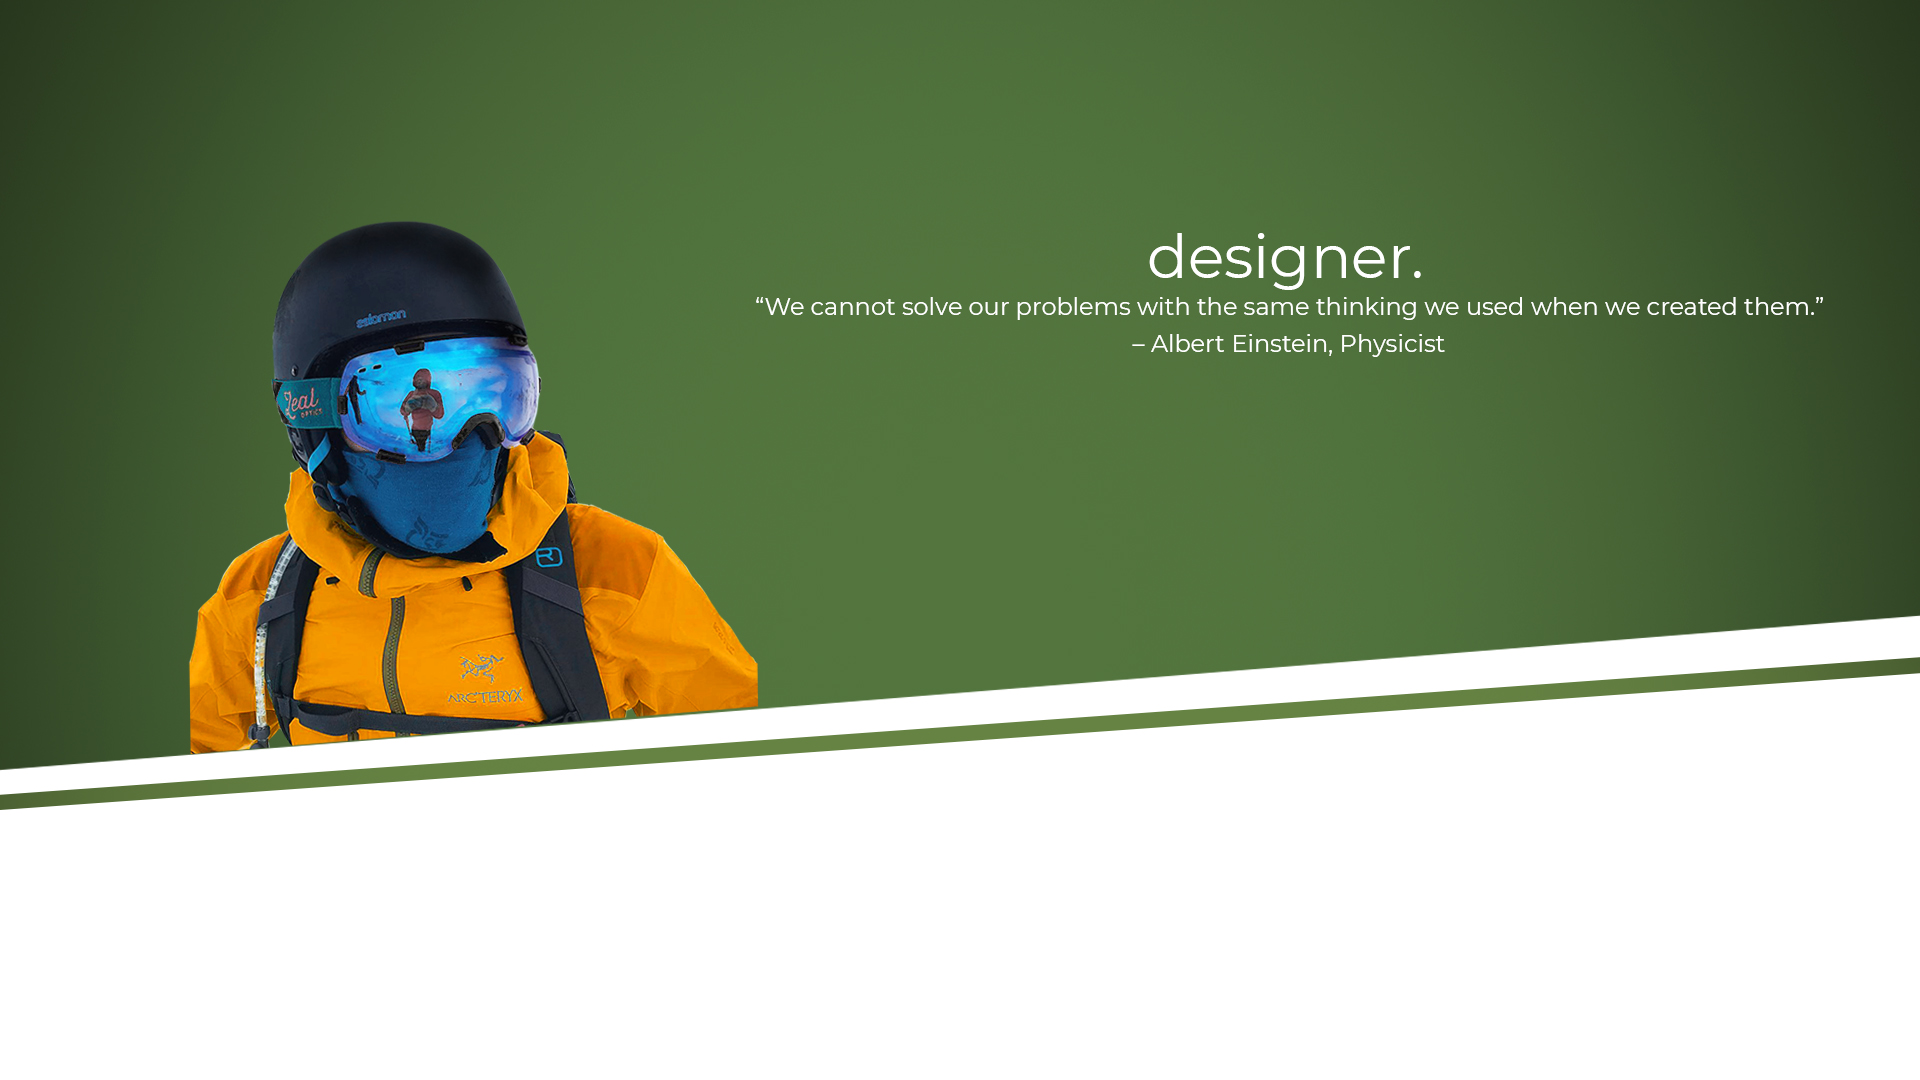 designer.
“We cannot solve our problems with the same thinking we used when we created them.”
– Albert Einstein, Physicist
salomon
Zeal
OPTICS
ARC'TERYX